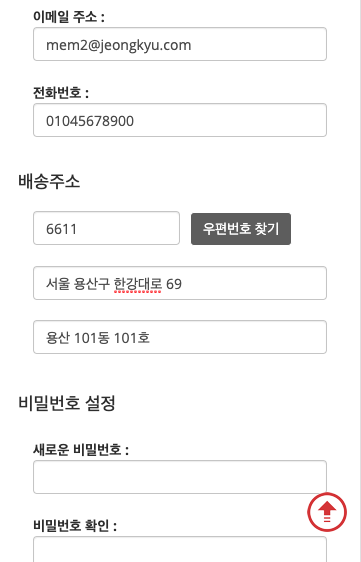 이메일 주소 :
mem2@jeongkyu.com
전화번호 :
01045678900
배송주소
6611 우편번호 찾기
서울 용산구 한강대로 69
용산 101동 101호
비밀번호 설정
새로운 비밀번호 :
비밀번호 확인 :